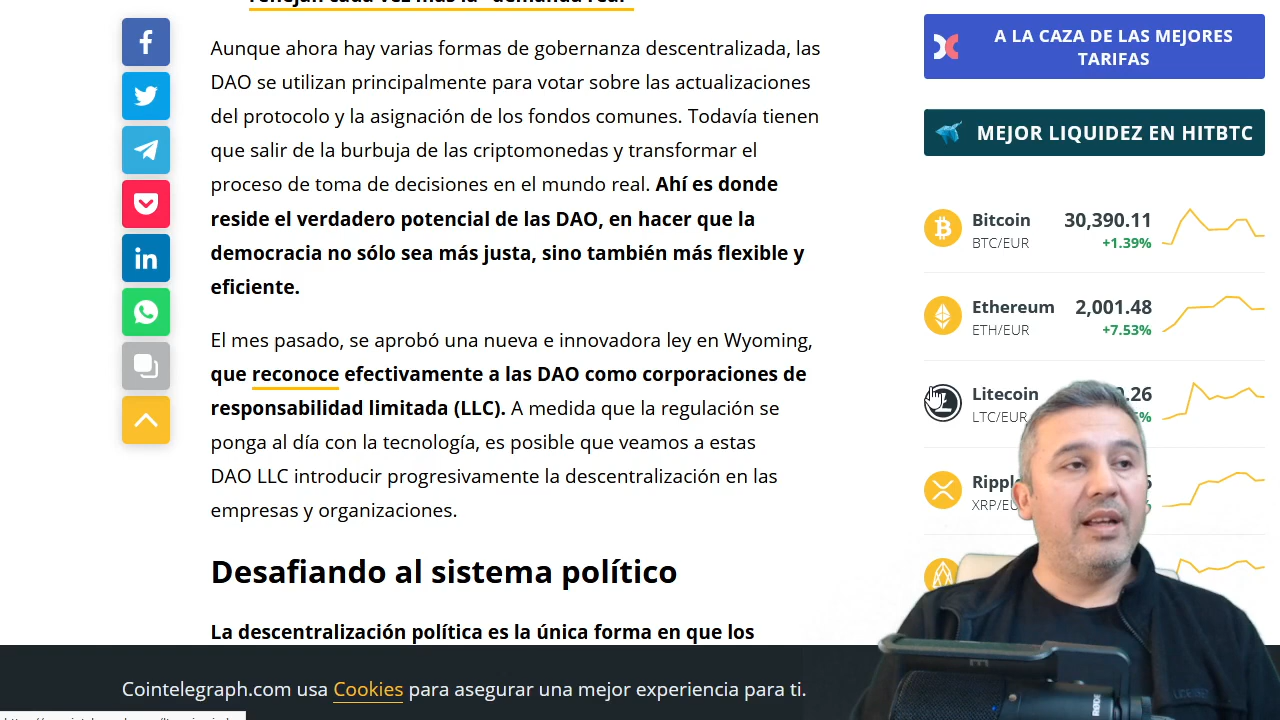 Aunque ahora hay varias formas de gobernanza descentralizada, las
DAO se utilizan principalmente para votar sobre las actualizaciones
del protocolo y la asignación de los fondos comunes. Todavía tienen
que salir de la burbuja de las criptomonedas y transformar el
proceso de toma de decisiones en el mundo real. Ahí es donde
reside el verdadero potencial de las DAO, en hacer que la
democracia no sólo sea más justa, sino también más flexible y
eficiente.
El mes pasado, se aprobó una nueva e innovadora ley en Wyoming,
que reconoce efectivamente a las DAO como corporaciones de
responsabilidad limitada (LLC). A medida que la regulación se
ponga al día con la tecnología, es posible que veamos a estas
DAO LLC introducir progresivamente la descentralización en las
empresas y organizaciones.
Desafiando al sistema político
La descentralización política es la única forma en que los
Cointelegraph.com usa Cookies para asegurar una mejor experiencia para ti.
A LA CAZA DE LAS MEJORES
TARIFAS
MEJOR LIQUIDEZ EN HITBTC
Bitcoin 30,390.11
BTC/EUR +1.39%
Ethereum 2,001.48
ETH/EUR +7.53%
Litecoin
LTC/EUR